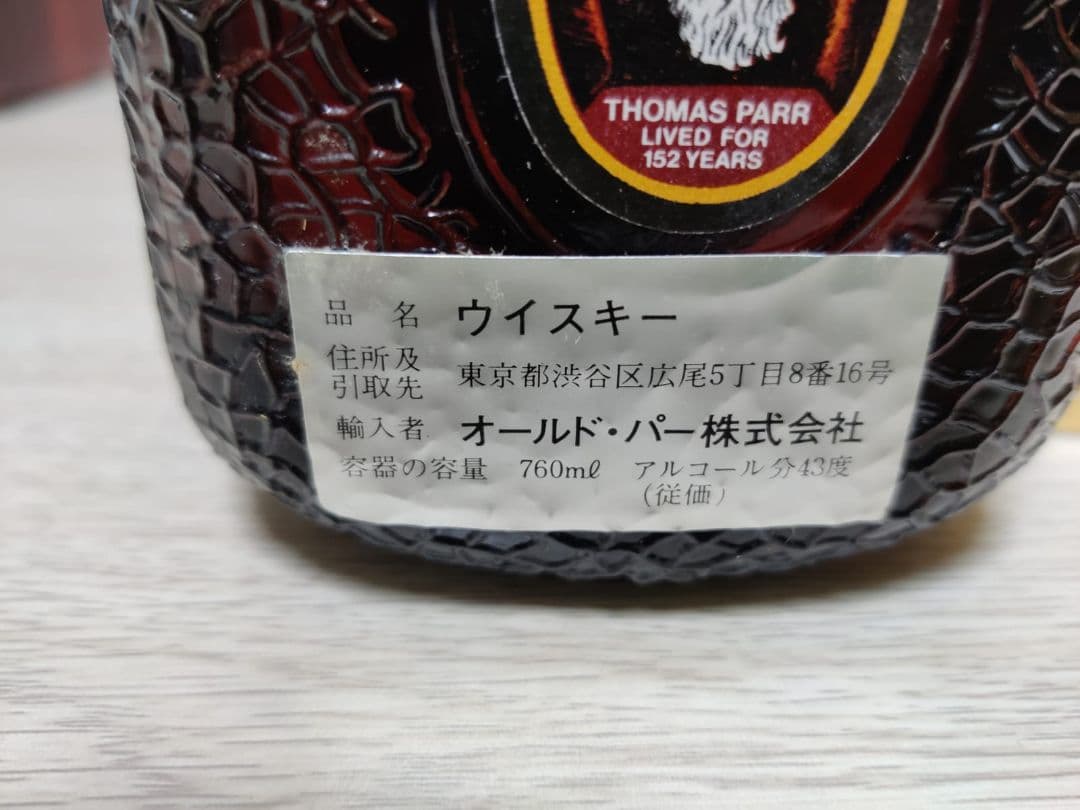 THOMAS PARR
LIVED FOR
152 YEARS
品名 ウイスキー
住所及
引取先 東京都渋谷区広尾5丁目8番16号
輸入者 オールド・パー株式会社
容器の容量 760mℓ アルコール分43度
(従価)